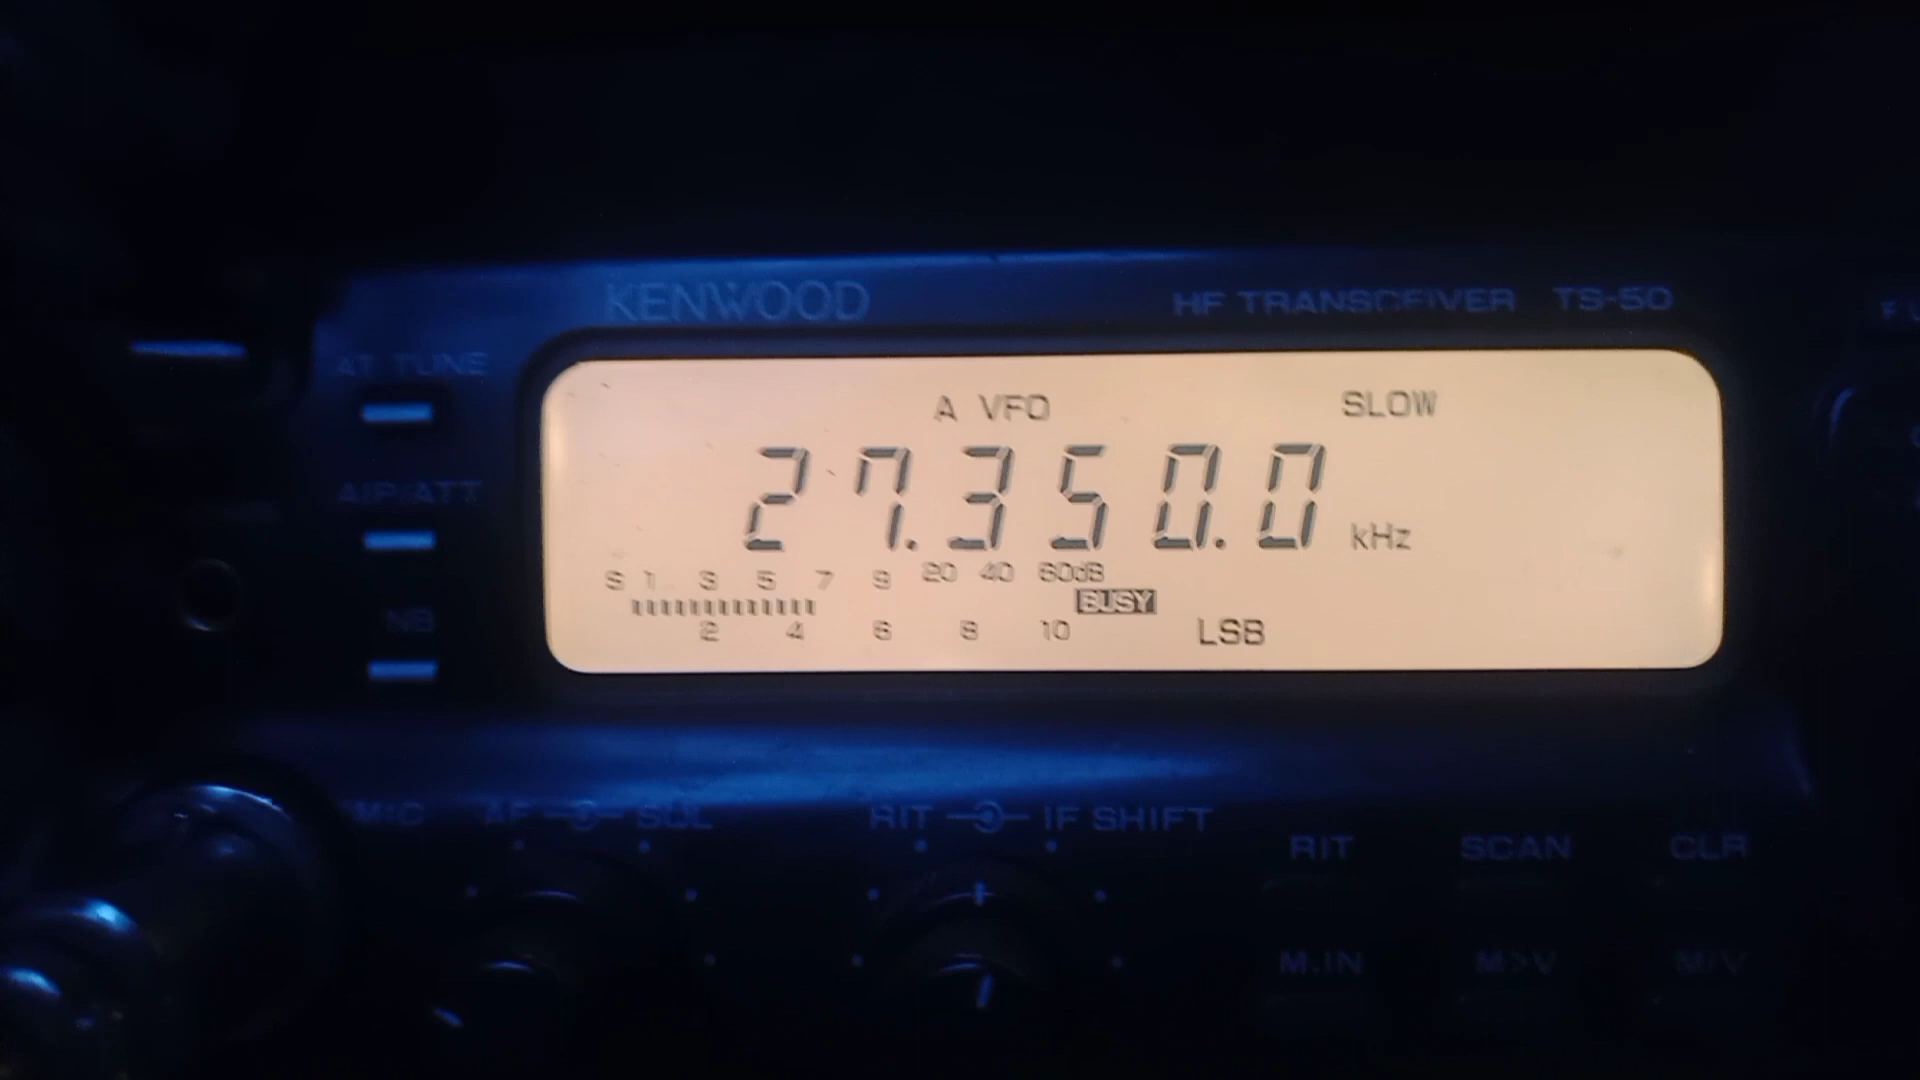 KENWOOD HF TRANSCEIVER TS-50
AT TUNE
A VFO SLOW
27.350.0 kHz
AIP/ATT
S 1 3 5 7 9 20 40 60dB
BUSY
NB
2 4 6 8 10 LSB
MIC AF SQL RIT IF SHIFT
RIT SCAN CLR
M.IN M>V M/V